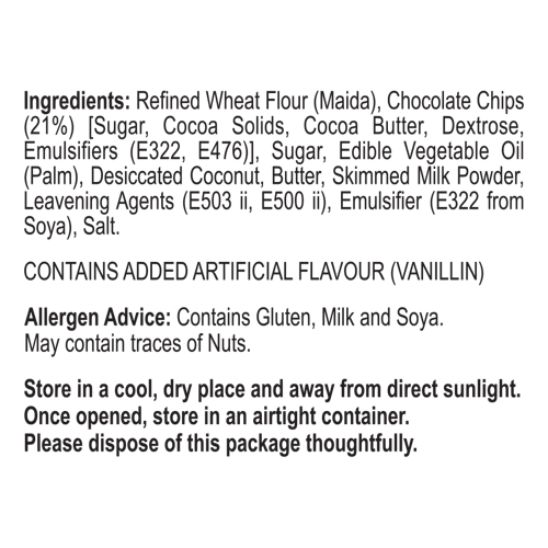 Ingredients: Refined Wheat Flour (Maida), Chocolate Chips
(21%) [Sugar, Cocoa Solids, Cocoa Butter, Dextrose,
Emulsifiers (E322, E476)], Sugar, Edible Vegetable Oil
(Palm), Desiccated Coconut, Butter, Skimmed Milk Powder,
Leavening Agents (E503 ii, E500 ii), Emulsifier (E322 from
Soya), Salt.
CONTAINS ADDED ARTIFICIAL FLAVOUR (VANILLIN)
Allergen Advice: Contains Gluten, Milk and Soya.
May contain traces of Nuts.
Store in a cool, dry place and away from direct sunlight.
Once opened, store in an airtight container.
Please dispose of this package thoughtfully.